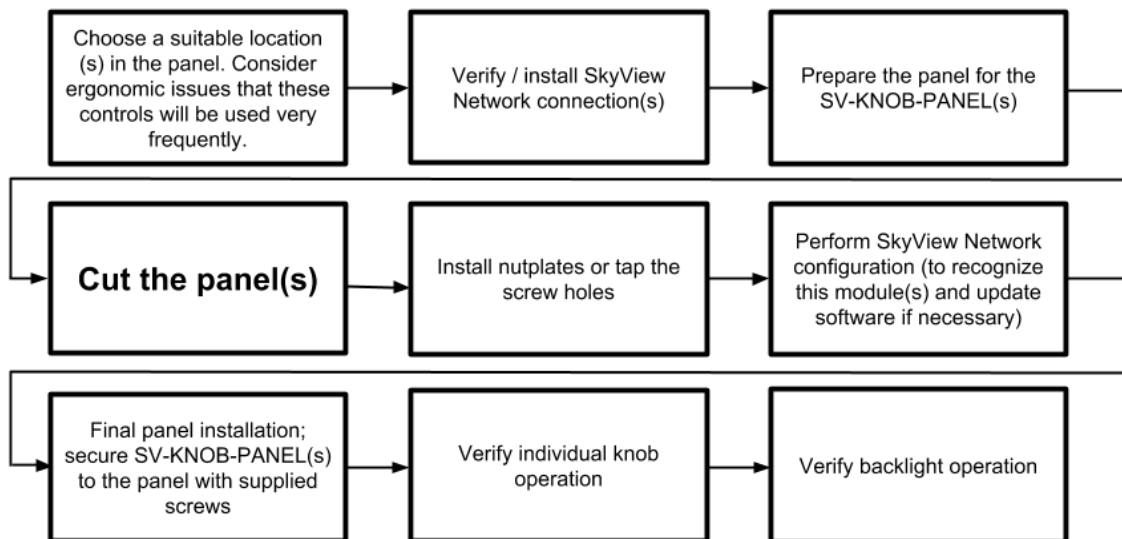 Choose a suitable location
(s) in the panel. Consider
ergonomic issues that these
controls will be used very
frequently.
Verify / install SkyView
Network connection(s)
Prepare the panel for the
SV-KNOB-PANEL(s)
Cut the panel(s)
Install nutplates or tap the
screw holes
Perform SkyView Network
configuration (to recognize
this module(s) and update
software if necessary)
Final panel installation;
secure SV-KNOB-PANEL(s)
to the panel with supplied
screws
Verify individual knob
operation
Verify backlight operation